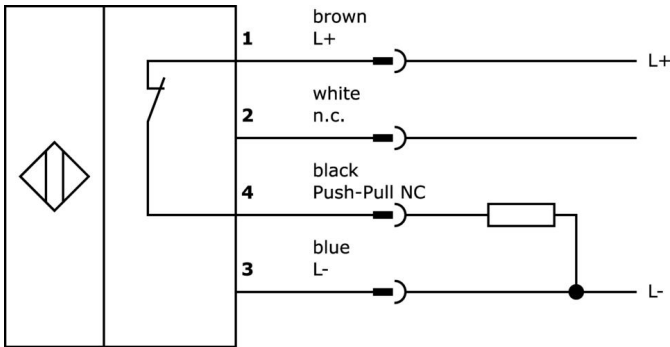 brown
1 L+
L+
white
2 n.c.
black
4 Push-Pull NC
blue
3 L-
L-